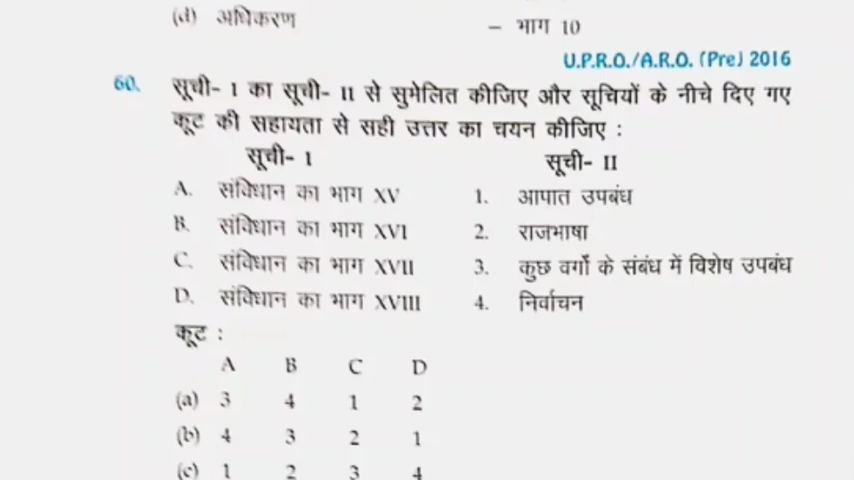 (d) अधिकरण – भाग 10
U.P.R.O./A.R.O. (Pre) 2016
60. सूची- I का सूची- II से सुमेलित कीजिए और सूचियों के नीचे दिए गए
कूट की सहायता से सही उत्तर का चयन कीजिए :
सूची- I सूची- II
A. संविधान का भाग XV 1. आपात उपबंध
B. संविधान का भाग XVI 2. राजभाषा
C. संविधान का भाग XVII 3. कुछ वर्गों के संबंध में विशेष उपबंध
D. संविधान का भाग XVIII 4. निर्वाचन
कूट :
A B C D
(a) 3 4 1 2
(b) 4 3 2 1
(c) 1 2 3 4